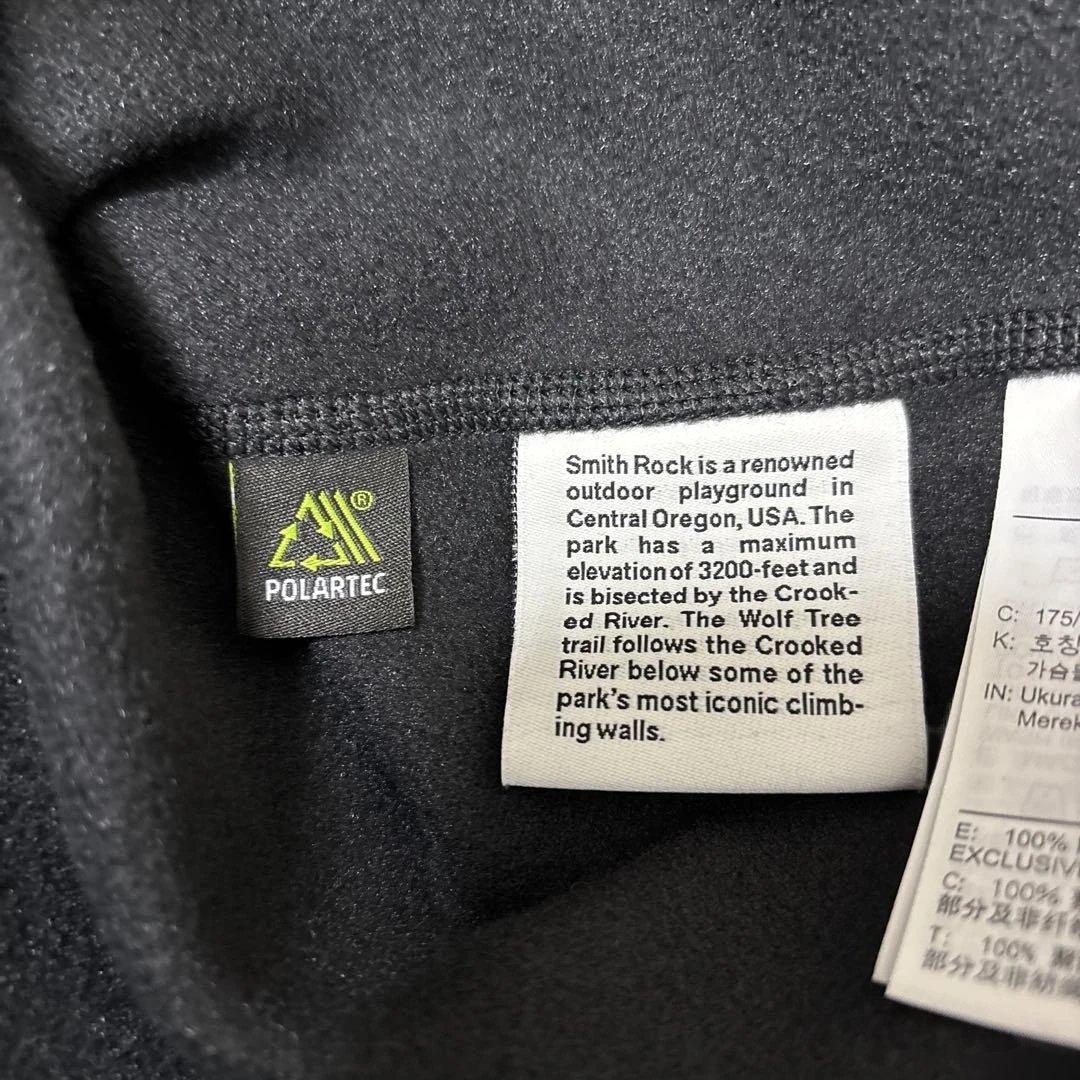 ®
POLARTEC
Smith Rock is a renowned
outdoor playground in
Central Oregon, USA. The
park has a maximum
elevation of 3200-feet and
is bisected by the Crook-
ed River. The Wolf Tree
trail follows the Crooked
River below some of the
park's most iconic climb-
ing walls.
C: 175/
K: 호칭
가슴둘
IN: Ukura
Merek
E: 100%
EXCLUSIV
C: 100%
部分及非纤
T: 100%
部分及非紡